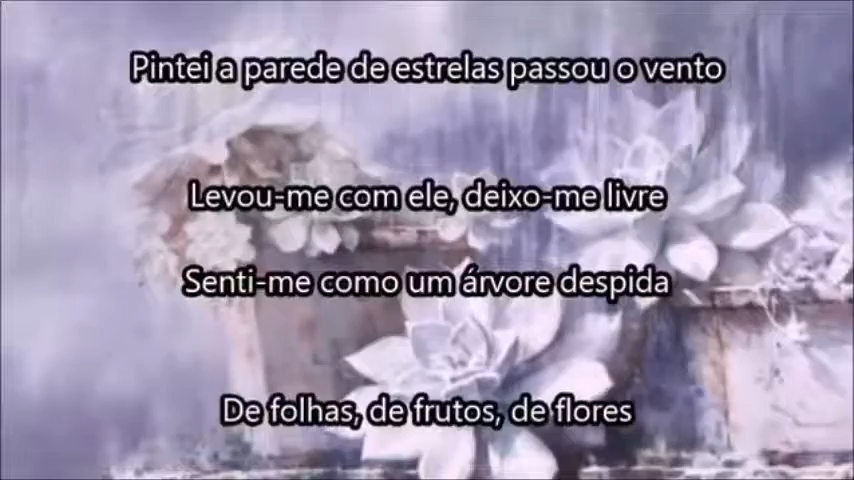 Pintei a parede de estrelas passou o vento
Levou-me com ele, deixo-me livre
Senti-me como um árvore despida
De folhas, de frutos, de flores